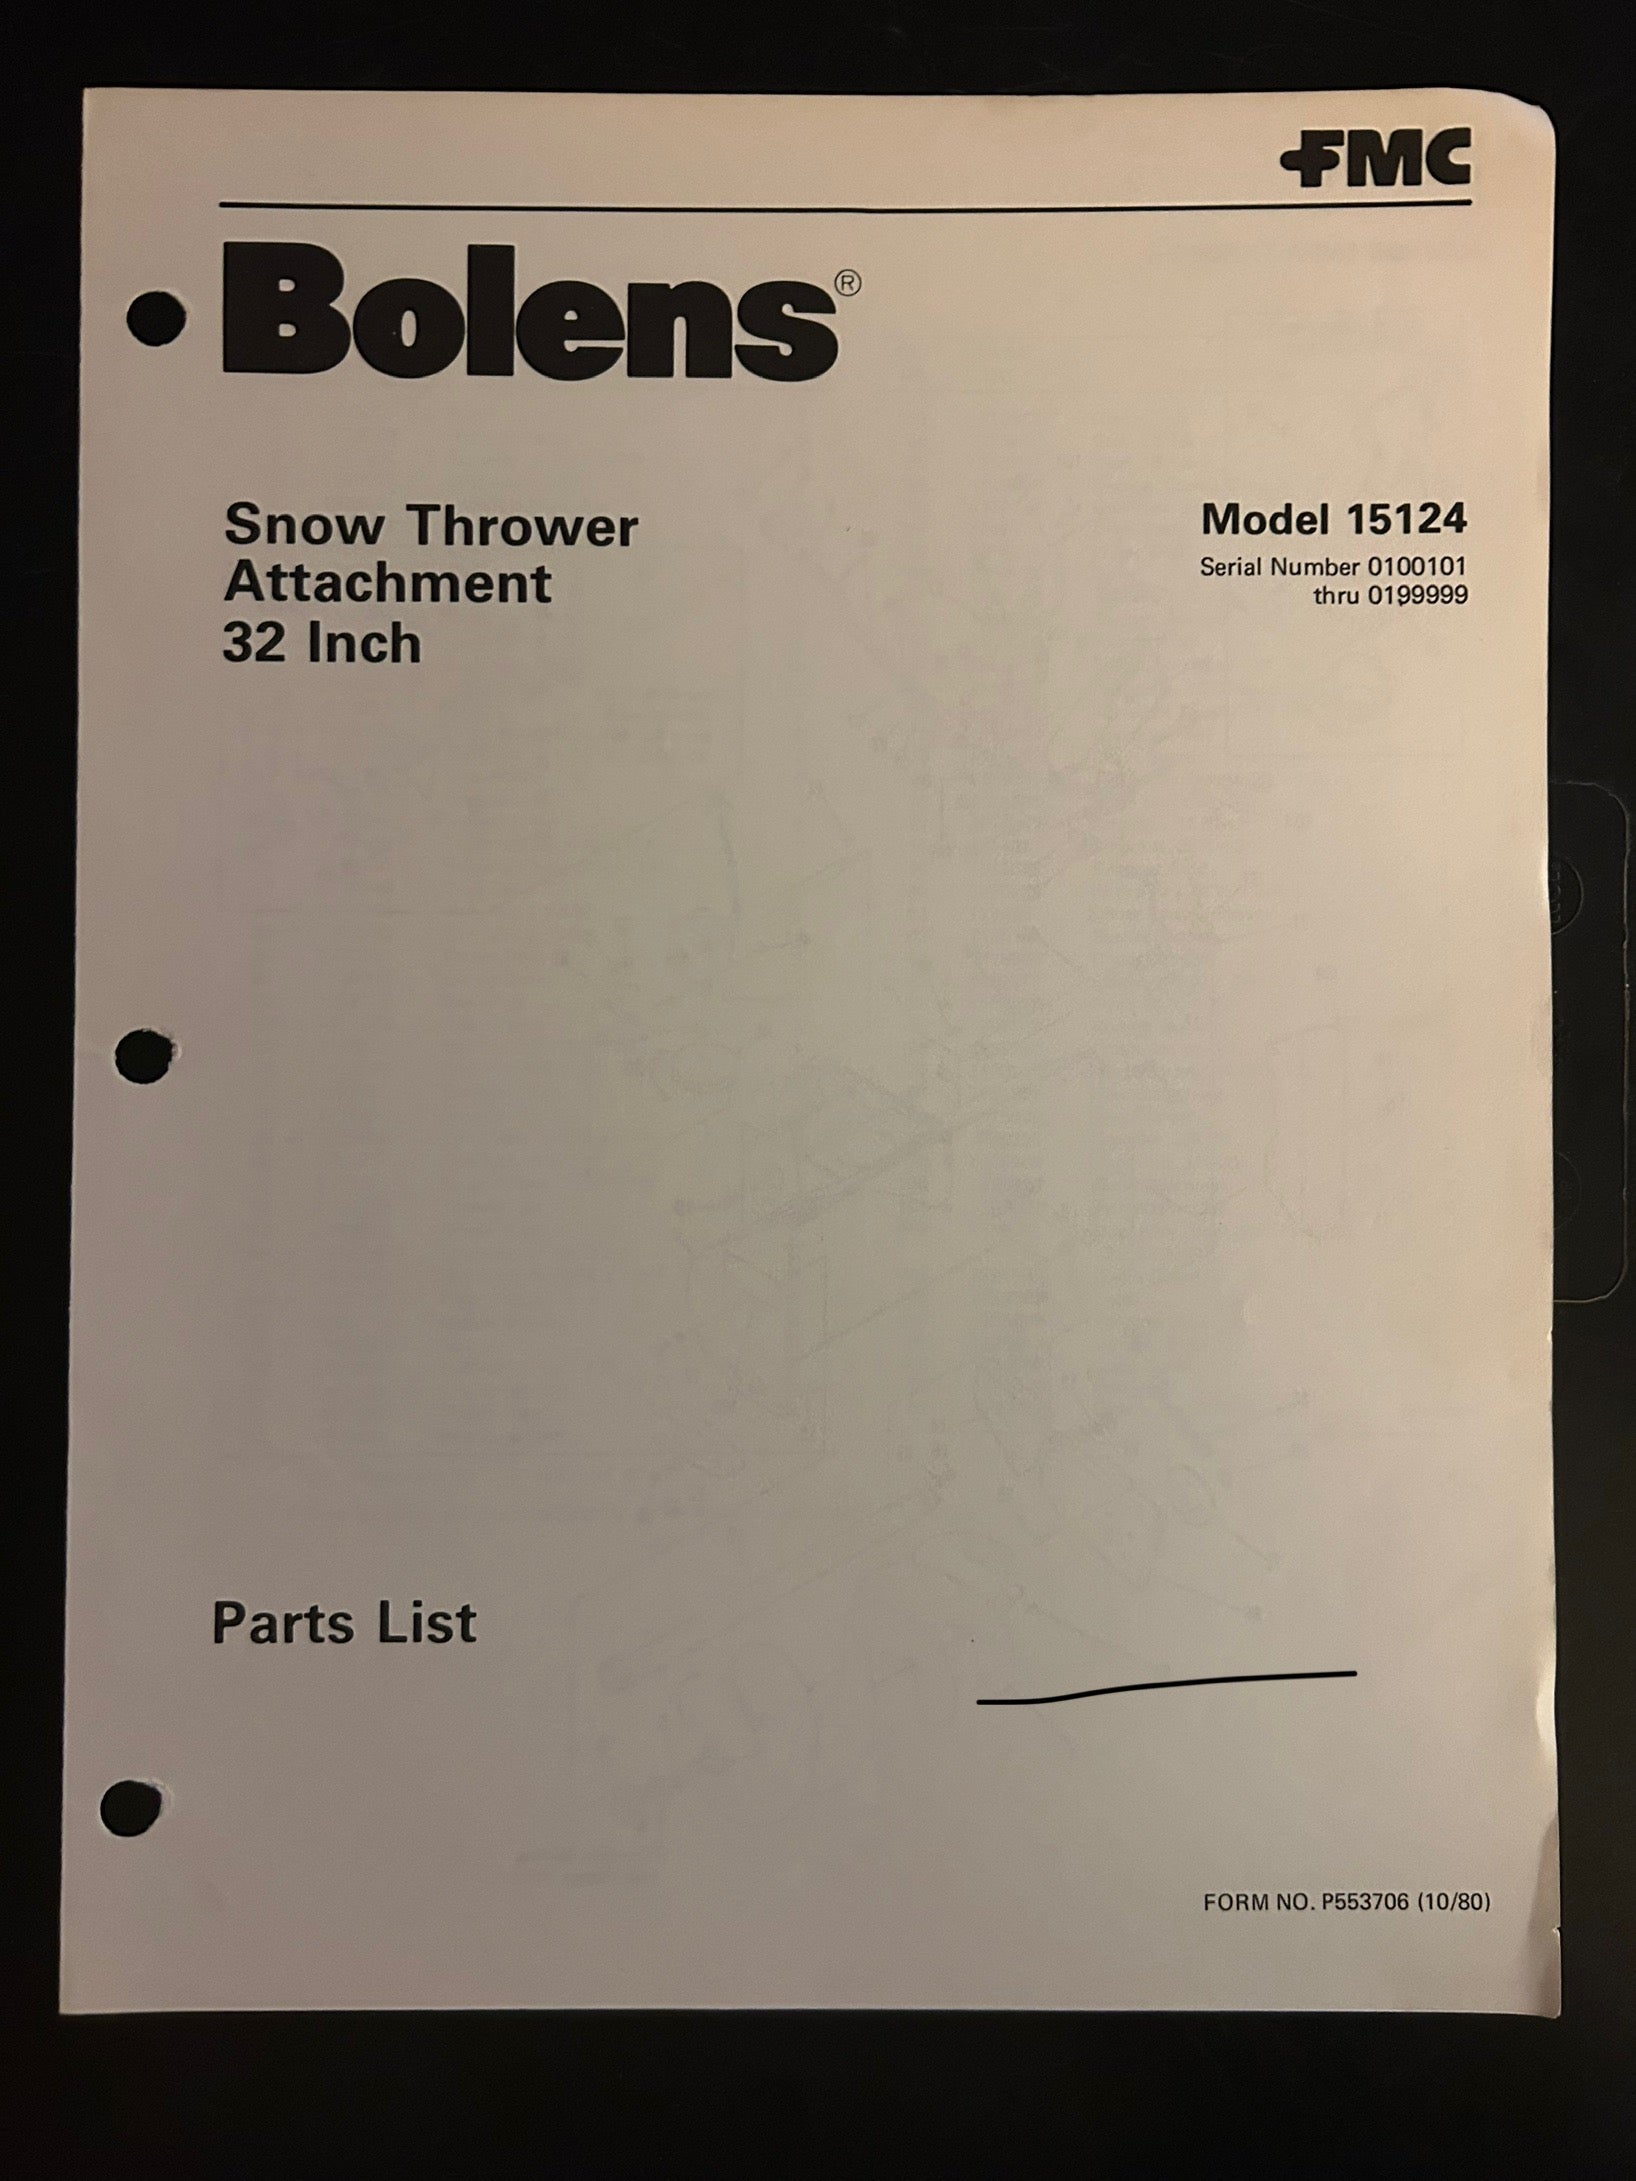 FMC
Bolens®
Snow Thrower
Attachment
32 Inch
Model 15124
Serial Number 0100101
thru 0199999
Parts List
FORM NO. P553706 (10/80)